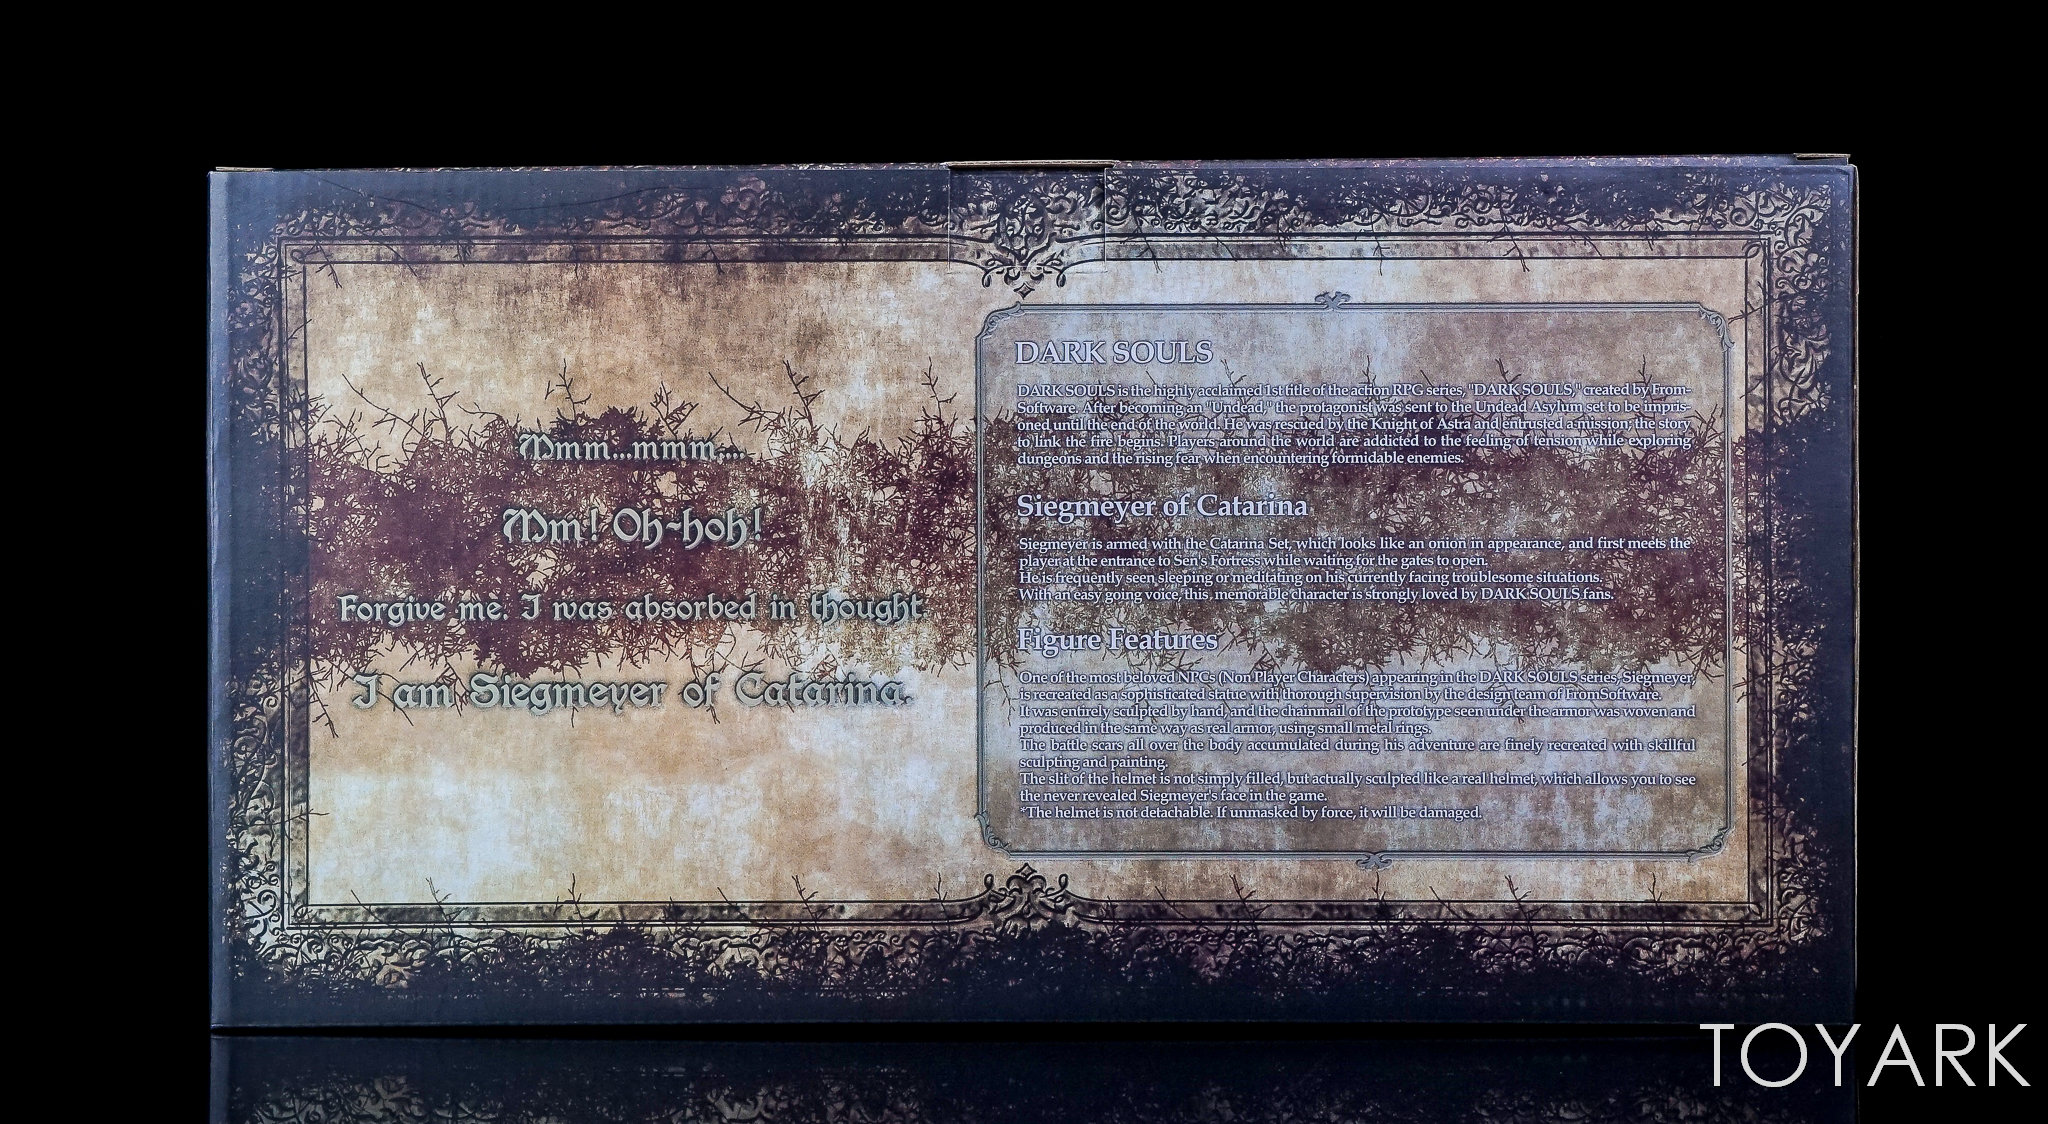 Mmm...mmm....
Mm! Oh-hoh!
Forgive me. I was absorbed in thought
I am Siegmeyer of Catarina.
DARK SOULS
DARK SOULS is the highly acclaimed 1st title of the action RPG series, "DARK SOULS," created by From-
Software. After becoming an "Undead," the protagonist was sent to the Undead Asylum set to be impris-
oned until the end of the world. He was rescued by the Knight of Astra and entrusted a mission; the story
to link the fire begins. Players around the world are addicted to the feeling of tension while exploring
dungeons and the rising fear when encountering formidable enemies.
Siegmeyer of Catarina
Siegmeyer is armed with the Catarina Set, which looks like an onion in appearance, and first meets the
player at the entrance to Sen's Fortress while waiting for the gates to open.
He is frequently seen sleeping or meditating on his currently facing troublesome situations.
With an easy going voice, this memorable character is strongly loved by DARK SOULS fans.
Figure Features
One of the most beloved NPCs (Non Player Characters) appearing in the DARK SOULS series, Siegmeyer,
is recreated as a sophisticated statue with thorough supervision by the design team of FromSoftware.
It was entirely sculpted by hand, and the chainmail of the prototype seen under the armor was woven and
produced in the same way as real armor, using small metal rings.
The battle scars all over the body accumulated during his adventure are finely recreated with skillful
sculpting and painting.
The slit of the helmet is not simply filled, but actually sculpted like a real helmet, which allows you to see
the never revealed Siegmeyer's face in the game.
*The helmet is not detachable. If unmasked by force, it will be damaged.
TOYARK